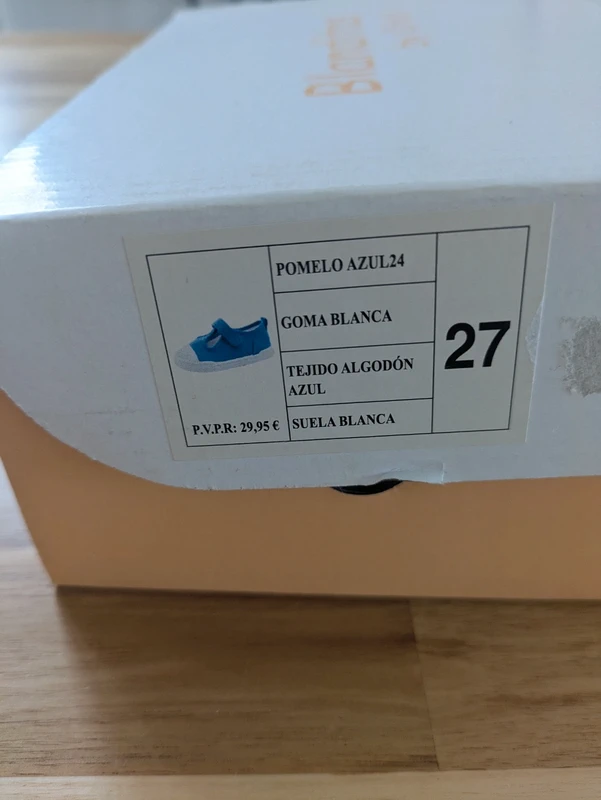 POMELO AZUL24
GOMA BLANCA
TEJIDO ALGODÓN
AZUL
SUELA BLANCA
P.V.P.R: 29,95 €
27